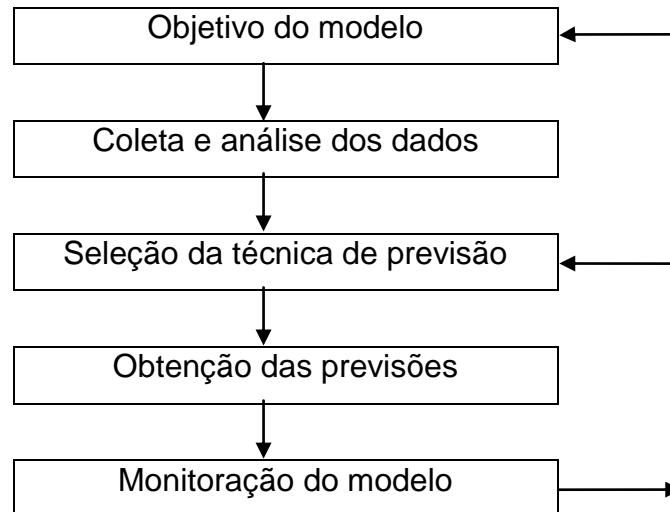 Objetivo do modelo
Coleta e análise dos dados
Seleção da técnica de previsão
Obtenção das previsões
Monitoração do modelo